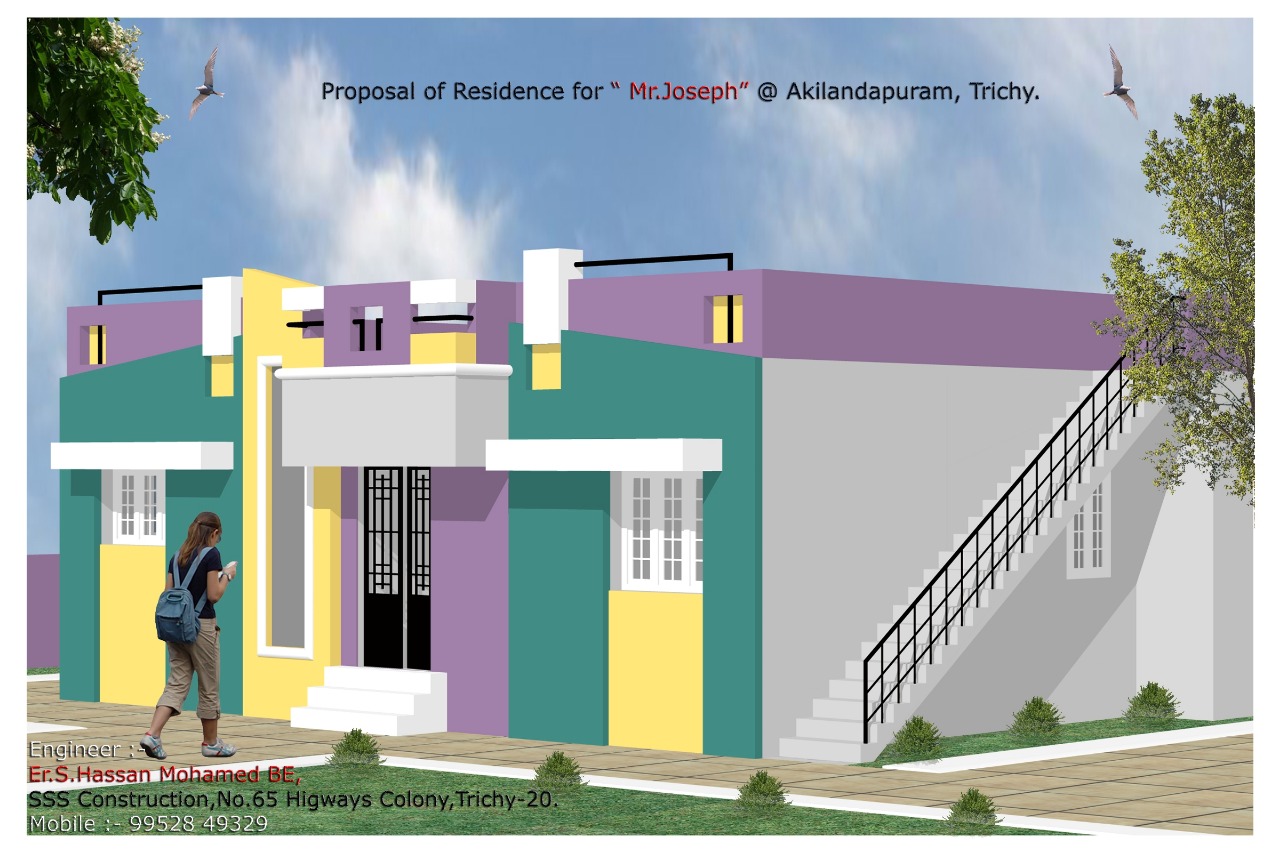 Proposal of Residence for “ Mr.Joseph” @ Akilandapuram, Trichy.
Engineer :-
Er.S.Hassan Mohamed BE,
SSS Construction,No.65 Higways Colony,Trichy-20.
Mobile :- 99528 49329